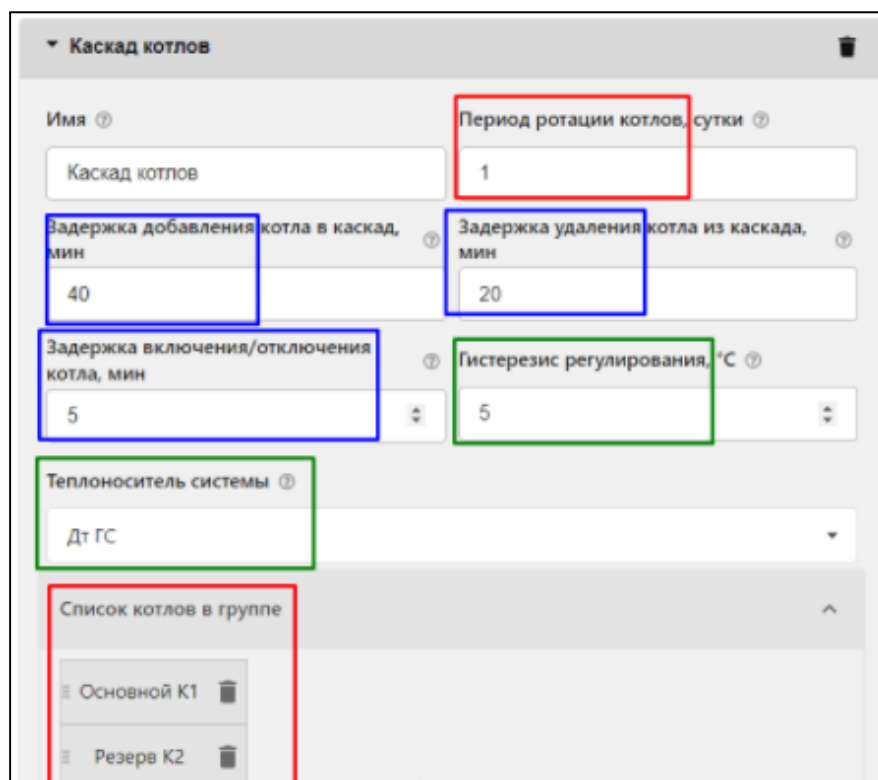 Каскад котлов
Имя
Период ротации котлов, сутки
Каскад котлов
1
Задержка добавления котла в каскад,
мин
Задержка удаления котла из каскада,
мин
40
20
Задержка включения/отключения
котла, мин
Гистерезис регулирования, °С
5
5
Теплоноситель системы
Дт ГС
Список котлов в группе
Основной К1
Резерв К2